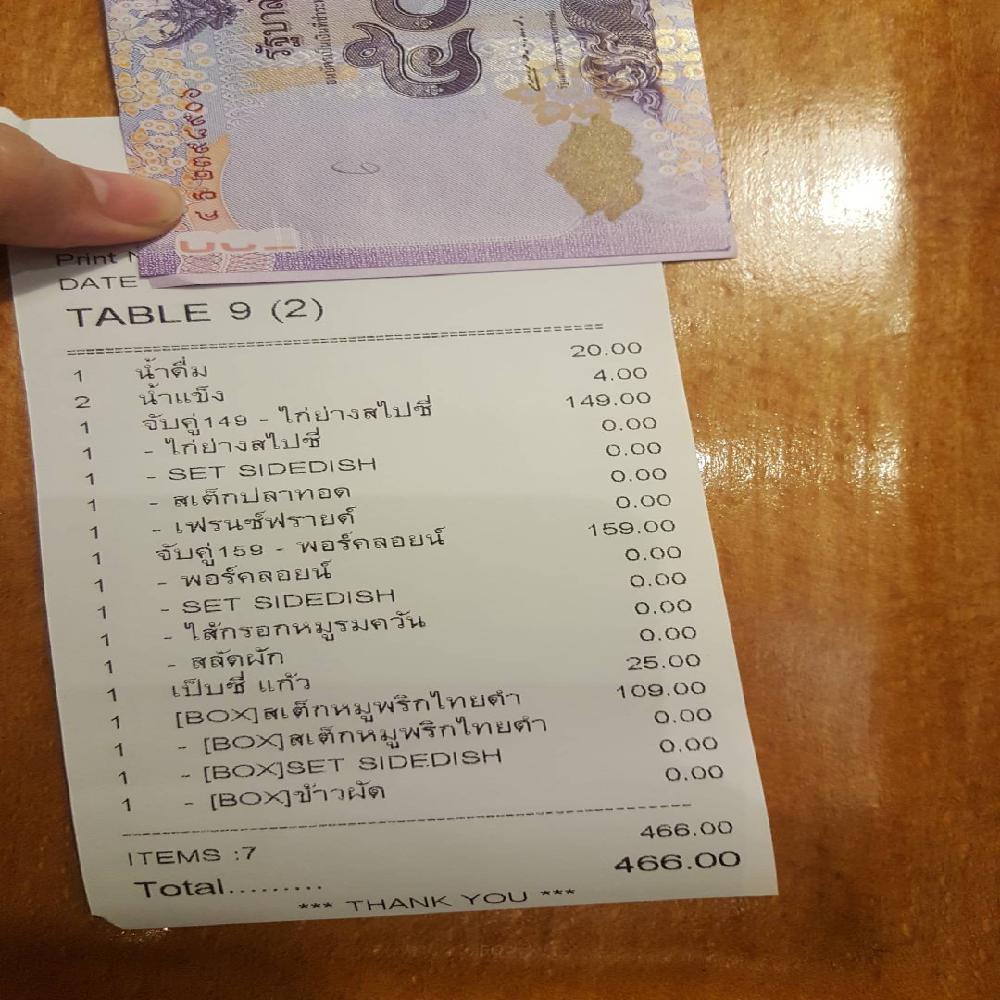 รัฐบาล
๕๐
Print
DATE
TABLE 9 (2)
1 น้ำดื่ม 20.00
2 น้ำแข็ง 4.00
1 จับคู่149 - ไก่ย่างสไปซี่ 149.00
1 - ไก่ย่างสไปซี่ 0.00
1 - SET SIDEDISH 0.00
1 - สเต็กปลาทอด 0.00
1 - เฟรนช์ฟรายด์ 0.00
1 จับคู่159 - พอร์คลอยน์ 159.00
1 - พอร์คลอยน์ 0.00
1 - SET SIDEDISH 0.00
1 - ไส้กรอกหมูรมควัน 0.00
1 - สลัดผัก 0.00
1 เป็บซี่ แก้ว 25.00
1 [BOX]สเต็กหมูพริกไทยดำ 109.00
1 - [BOX]สเต็กหมูพริกไทยดำ 0.00
1 - [BOX]SET SIDEDISH 0.00
1 - [BOX]ข้าวผัด 0.00
ITEMS :7 466.00
Total......... 466.00
*** THANK YOU ***